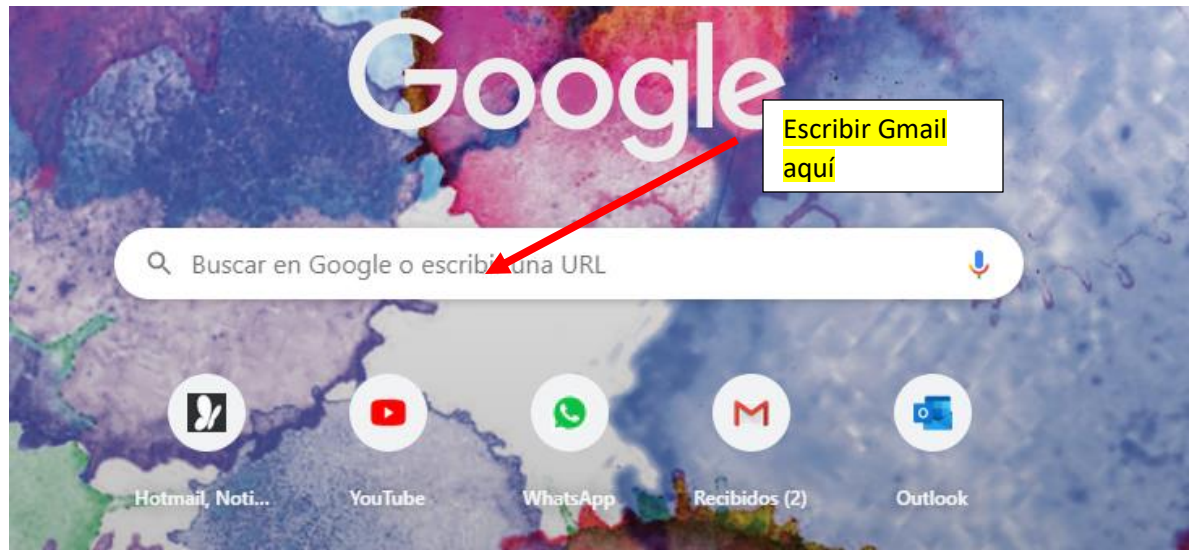 Google
Escribir Gmail
aquí
Buscar en Google o escribir una URL
Hotmail, Noti...
YouTube
WhatsApp
Recibidos (2)
Outlook